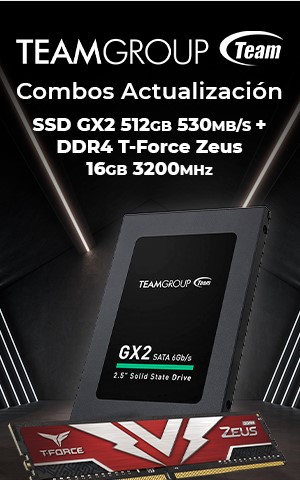 TEAMGROUP Team
Combos Actualización
SSD GX2 512GB 530MB/S +
DDR4 T-Force Zeus
16GB 3200MHz
TEAMGROUP Team
GX2 SATA 6Gb/s
2.5" Solid State Drive
T-FORCE ZEUS